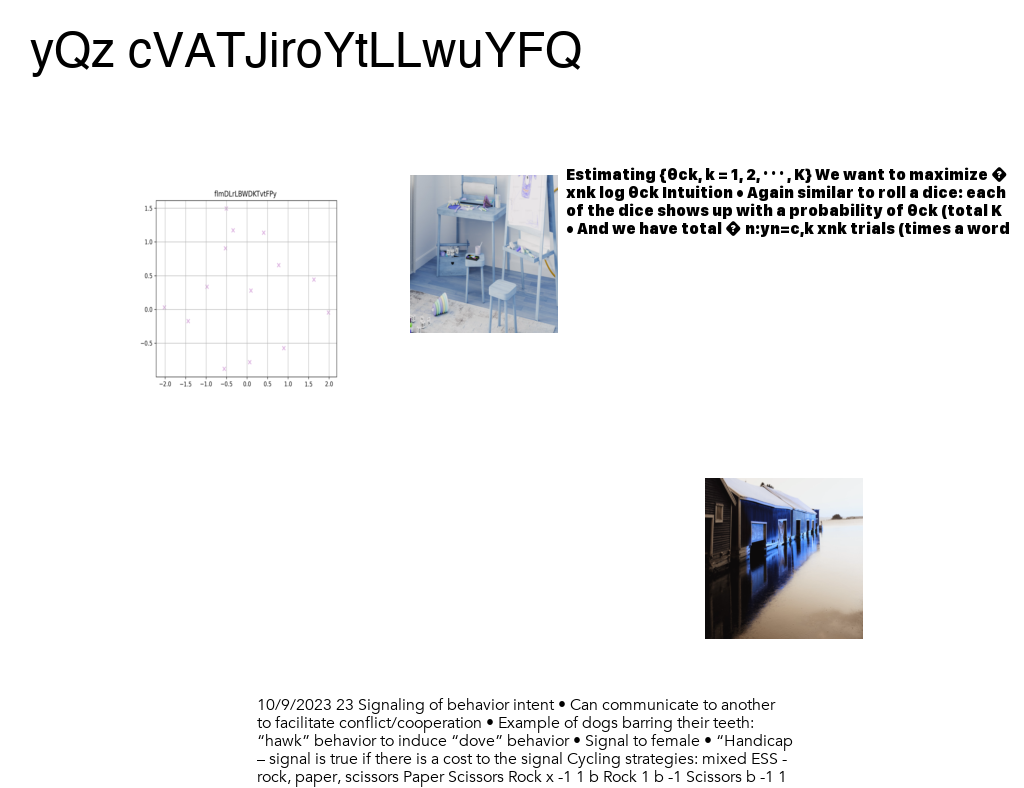 yQz cVATJiroYtLLwuYFQ
Estimating {θck, k = 1, 2, · · · , K} We want to maximize �
xnk log θck Intuition • Again similar to roll a dice: each
of the dice shows up with a probability of θck (total K
• And we have total � n:yn=c,k xnk trials (times a word
fimDLrLBWDKTvtFPy
1.5
1.0
0.5
0.0
−0.5
−2.0 −1.5 −1.0 −0.5 0.0 0.5 1.0 1.5 2.0
10/9/2023 23 Signaling of behavior intent • Can communicate to another
to facilitate conflict/cooperation • Example of dogs barring their teeth:
“hawk” behavior to induce “dove” behavior • Signal to female • “Handicap
– signal is true if there is a cost to the signal Cycling strategies: mixed ESS -
rock, paper, scissors Paper Scissors Rock x -1 1 b Rock 1 b -1 Scissors b -1 1